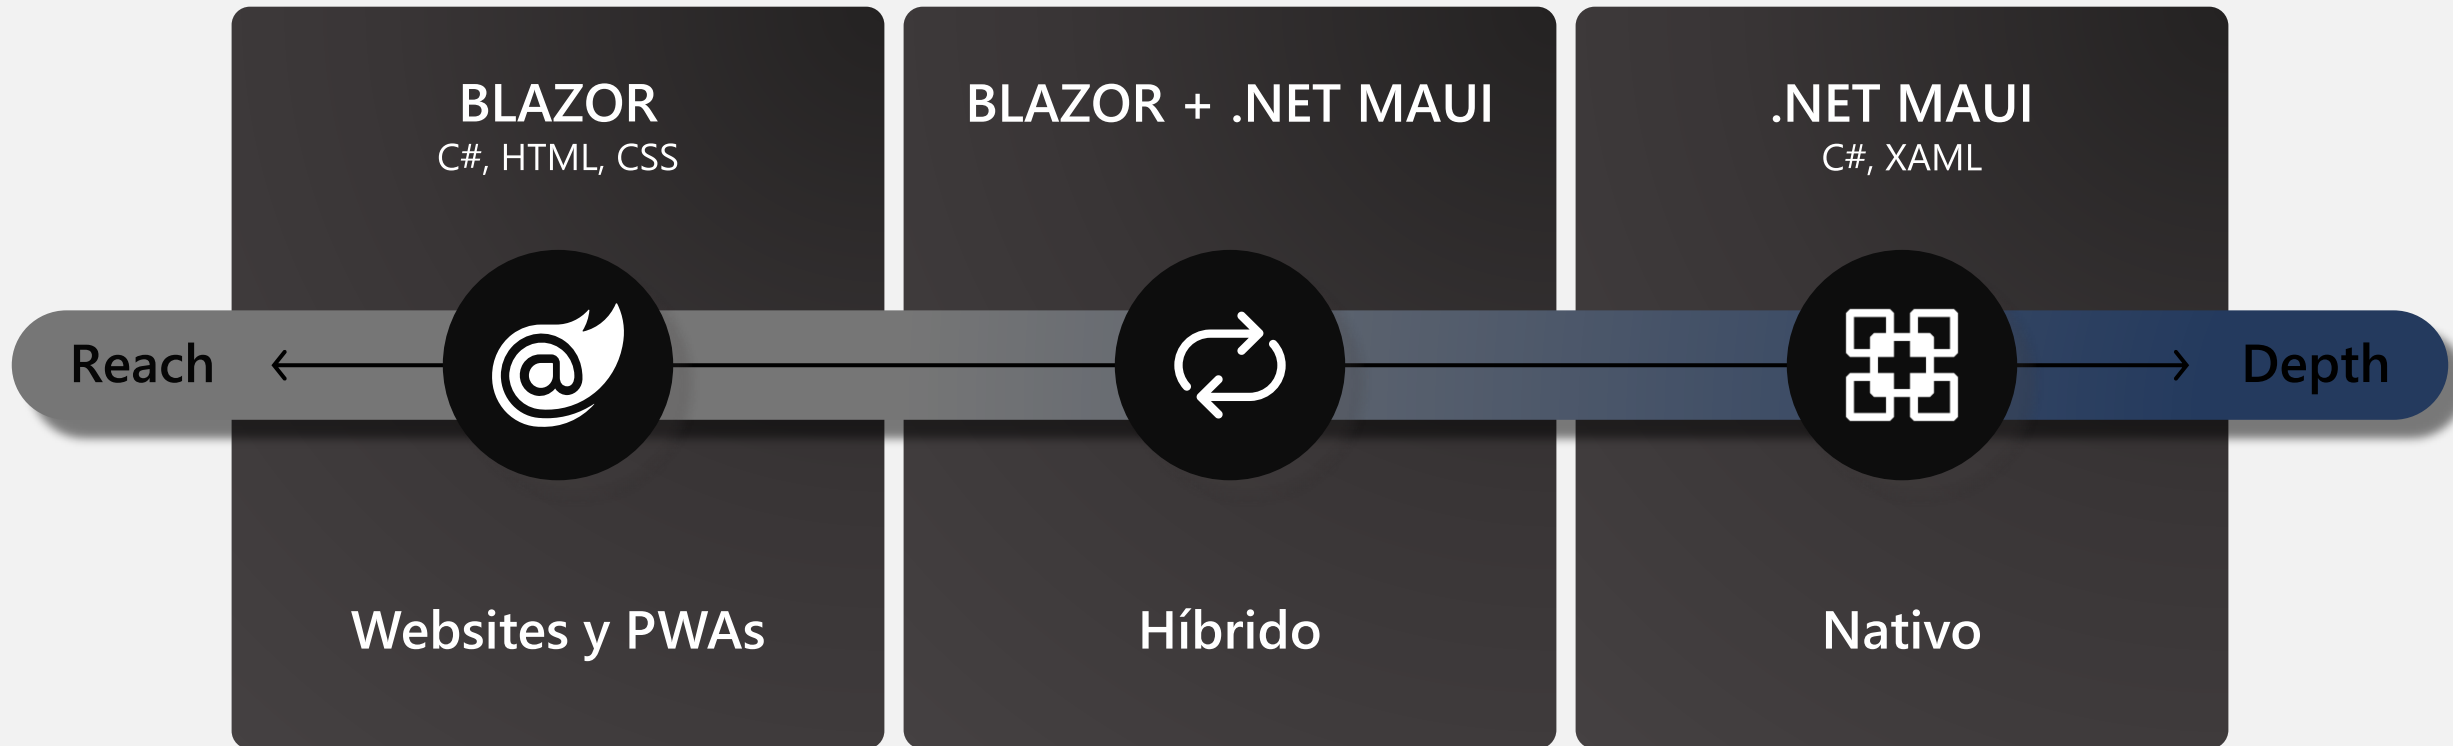 BLAZOR
C#, HTML, CSS
BLAZOR + .NET MAUI
.NET MAUI
C#, XAML
Reach
Depth
Websites y PWAs
Híbrido
Nativo